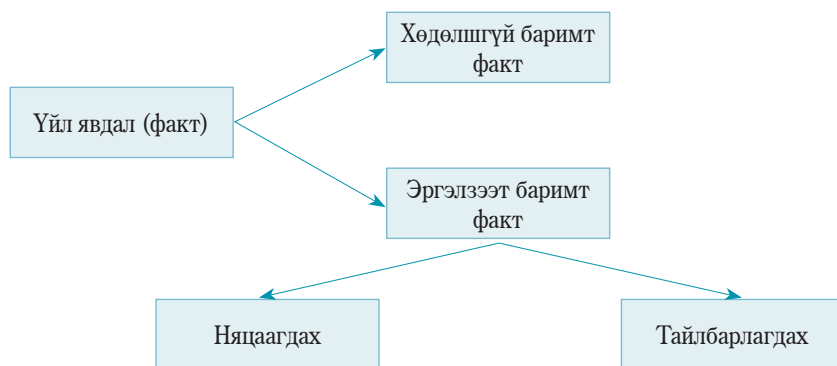 Хөдөлшгүй баримт
факт
Үйл явдал (факт)
Эргэлзээт баримт
факт
Няцаагдах
Тайлбарлагдах